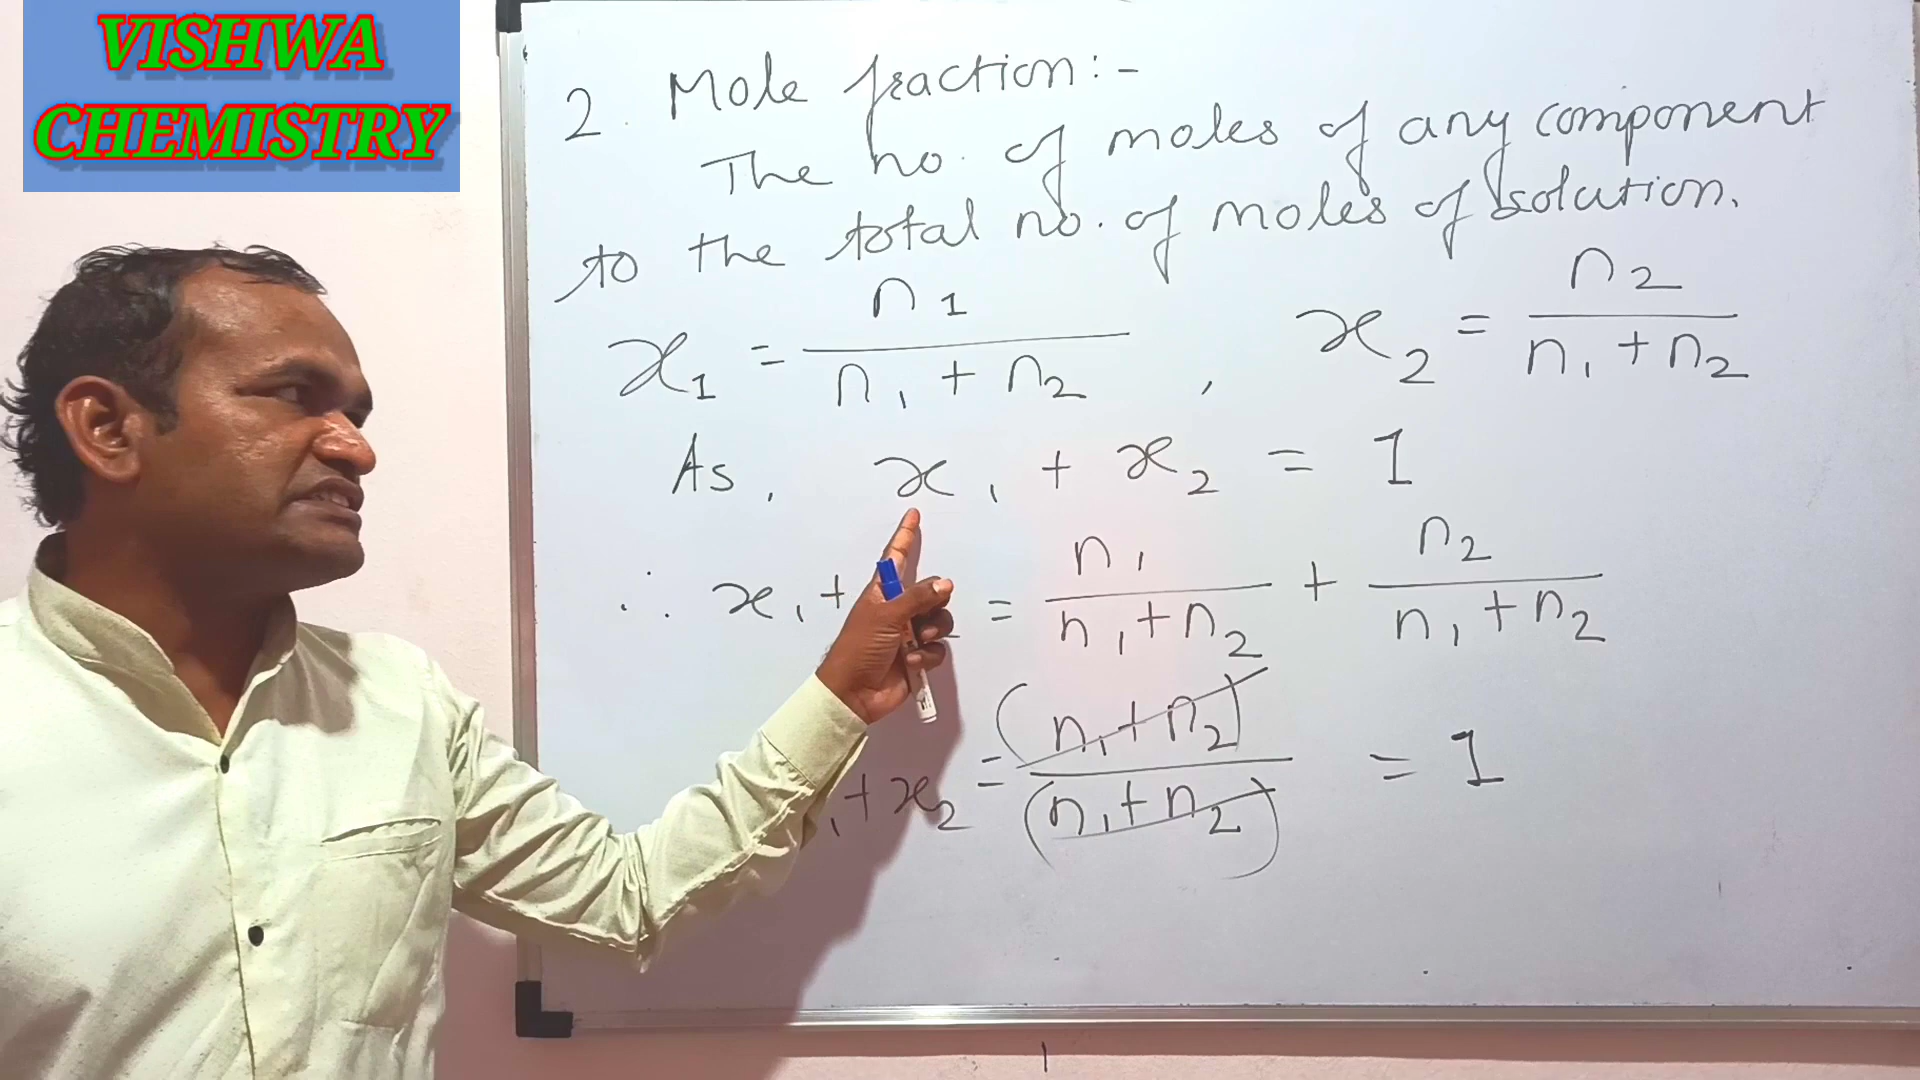 VISHWA
CHEMISTRY
2. Mole fraction:-
The no. of moles of any component
to the total no. of moles of solution.
x₁ = n₁ / (n₁ + n₂) , x₂ = n₂ / (n₁ + n₂)
As, x₁ + x₂ = 1
∴ x₁ + ₂ = n₁ / (n₁ + n₂) + n₂ / (n₁ + n₂)
₁ + x₂ = (n₁ + n₂) / (n₁ + n₂) = 1